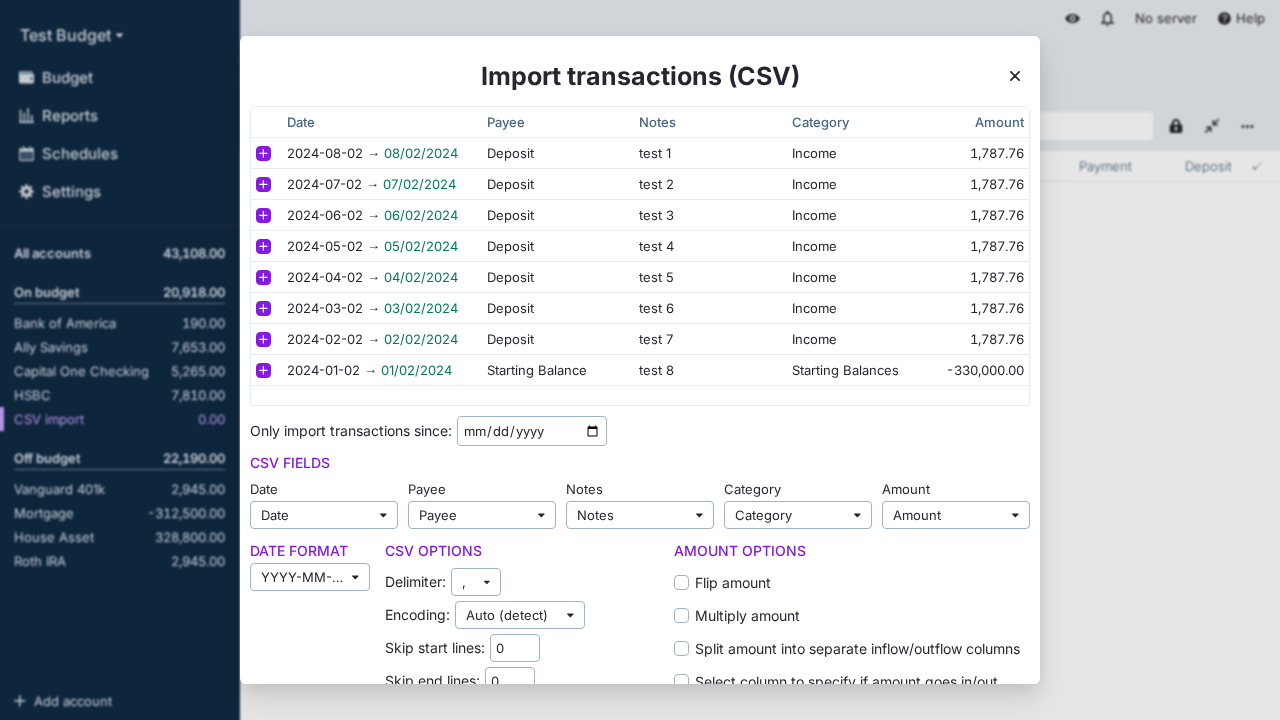 Test Budget
Budget
Reports
Schedules
Settings
All accounts 43,108.00
On budget 20,918.00
Bank of America 190.00
Ally Savings 7,653.00
Capital One Checking 5,265.00
HSBC 7,810.00
CSV import 0.00
Off budget 22,190.00
Vanguard 401k 2,945.00
Mortgage -312,500.00
House Asset 328,800.00
Roth IRA 2,945.00
Add account
No server Help
Payment Deposit
Import transactions (CSV)
Date Payee Notes Category Amount
2024-08-02 → 08/02/2024 Deposit test 1 Income 1,787.76
2024-07-02 → 07/02/2024 Deposit test 2 Income 1,787.76
2024-06-02 → 06/02/2024 Deposit test 3 Income 1,787.76
2024-05-02 → 05/02/2024 Deposit test 4 Income 1,787.76
2024-04-02 → 04/02/2024 Deposit test 5 Income 1,787.76
2024-03-02 → 03/02/2024 Deposit test 6 Income 1,787.76
2024-02-02 → 02/02/2024 Deposit test 7 Income 1,787.76
2024-01-02 → 01/02/2024 Starting Balance test 8 Starting Balances -330,000.00
Only import transactions since: mm/dd/yyyy
CSV FIELDS
Date Payee Notes Category Amount
Date Payee Notes Category Amount
DATE FORMAT
YYYY-MM-...
CSV OPTIONS
Delimiter: ,
Encoding: Auto (detect)
Skip start lines: 0
Skip end lines: 0
AMOUNT OPTIONS
Flip amount
Multiply amount
Split amount into separate inflow/outflow columns
Select column to specify if amount goes in/out